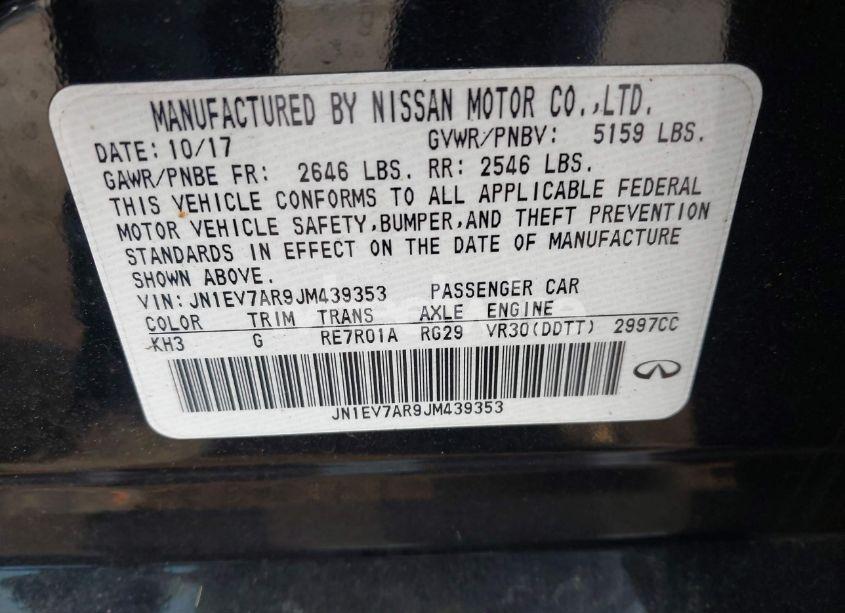 MANUFACTURED BY NISSAN MOTOR CO.,LTD.
DATE: 10/17 GVWR/PNBV: 5159 LBS.
GAWR/PNBE FR: 2646 LBS. RR: 2546 LBS.
THIS VEHICLE CONFORMS TO ALL APPLICABLE FEDERAL
MOTOR VEHICLE SAFETY,BUMPER,AND THEFT PREVENTION
STANDARDS IN EFFECT ON THE DATE OF MANUFACTURE
SHOWN ABOVE.
VIN: JN1EV7AR9JM439353 PASSENGER CAR
COLOR TRIM TRANS AXLE ENGINE
KH3 G RE7R01A RG29 VR30(DDTT) 2997CC
JN1EV7AR9JM439353